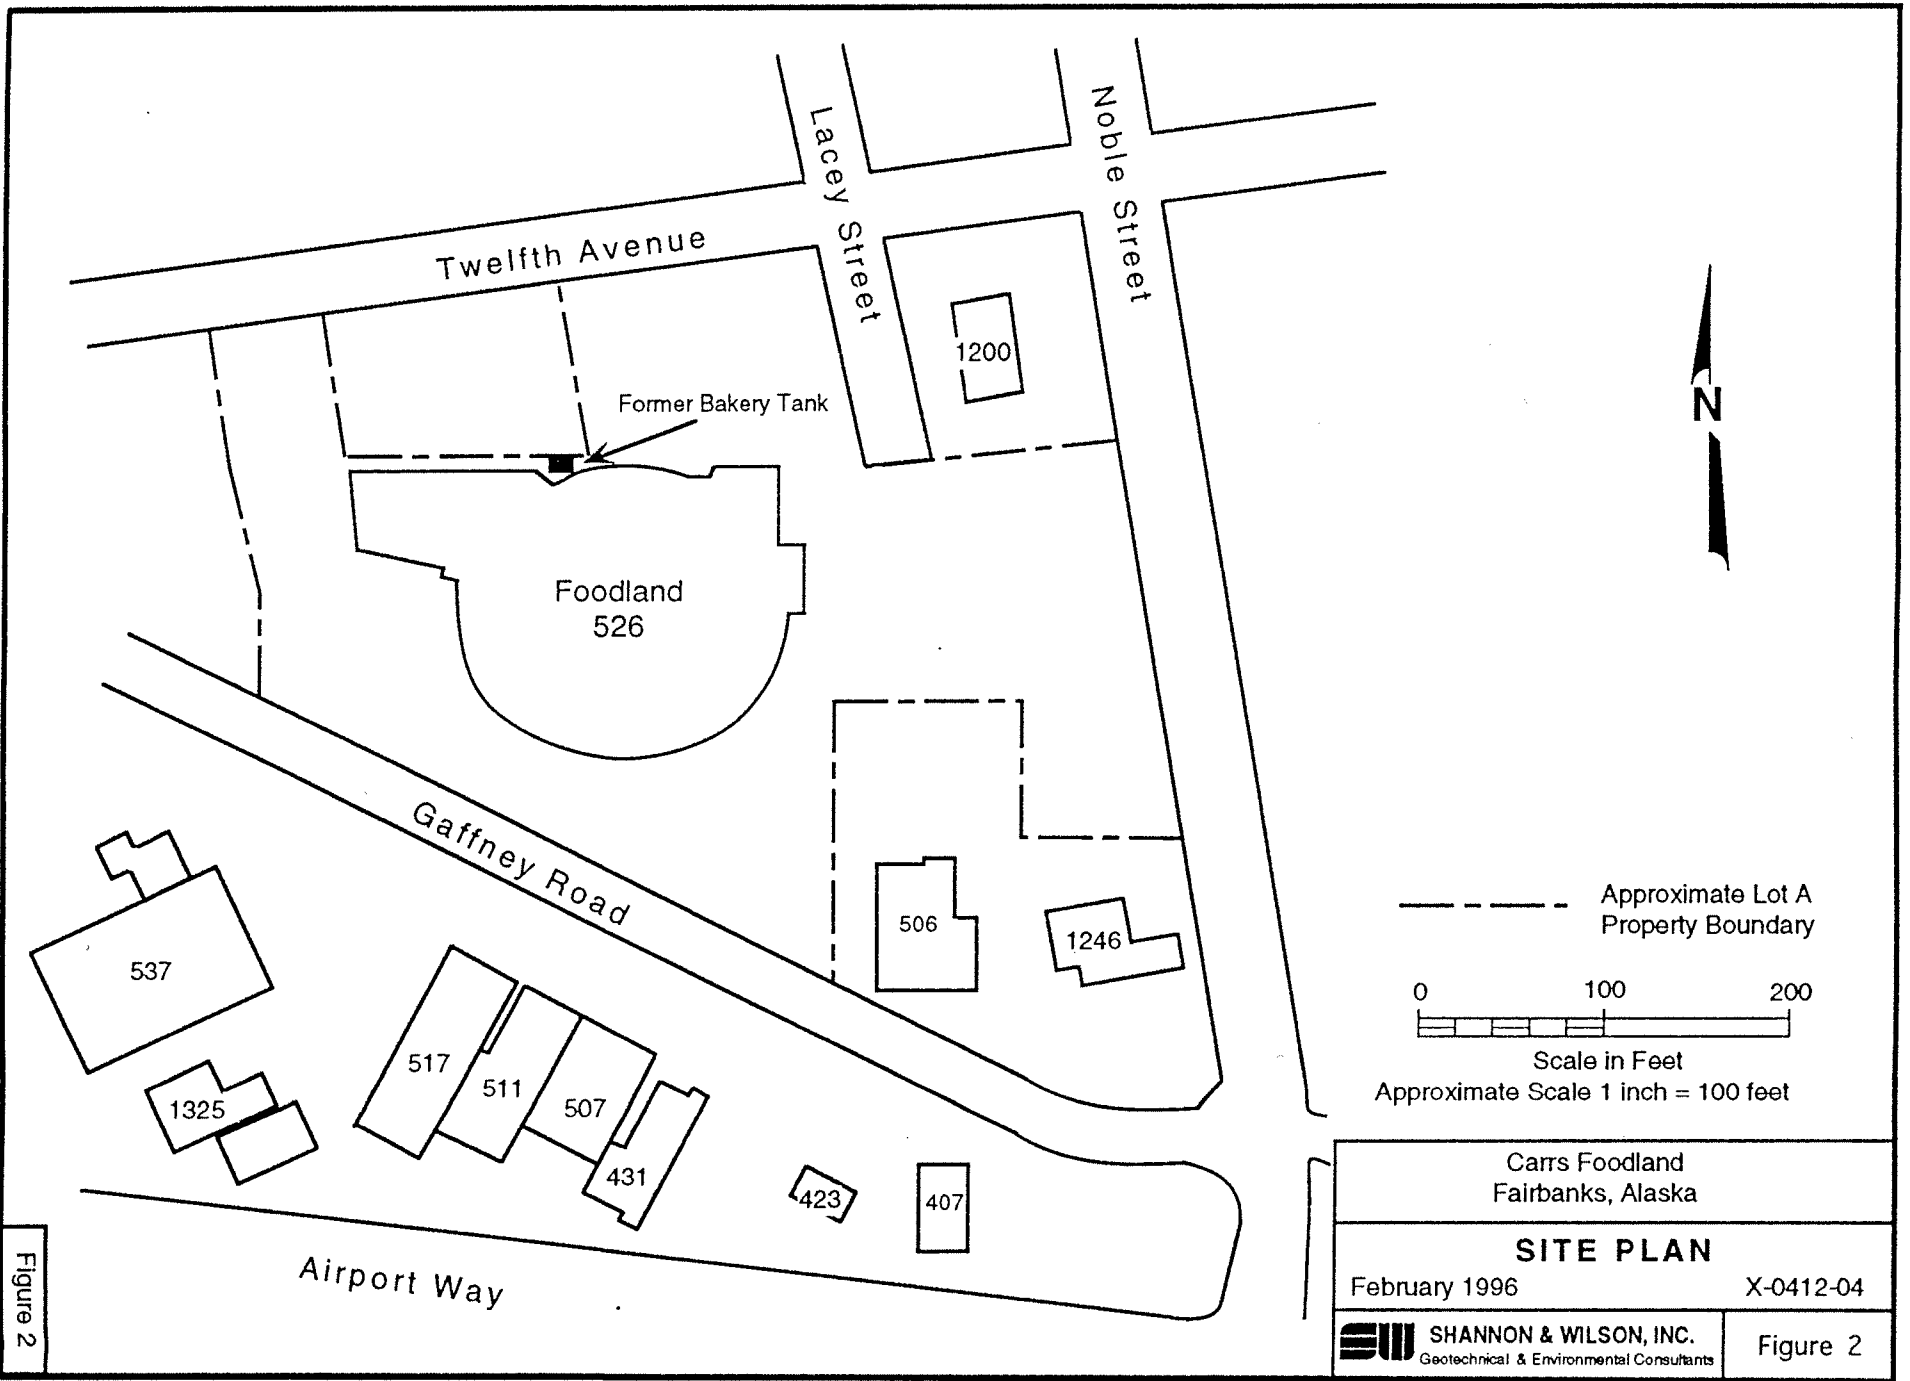 Lacey Street
Noble Street
Twelfth Avenue
1200
Former Bakery Tank
N
Foodland
526
Gaffney Road
506
1246
537
517
511
507
431
1325
423
407
Airport Way
Approximate Lot A
Property Boundary
0 100 200
Scale in Feet
Approximate Scale 1 inch = 100 feet
Carrs Foodland
Fairbanks, Alaska
SITE PLAN
February 1996 X-0412-04
SW SHANNON & WILSON, INC.
Geotechnical & Environmental Consultants
Figure 2
Figure 2